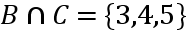 B ∩ C = {3,4,5}